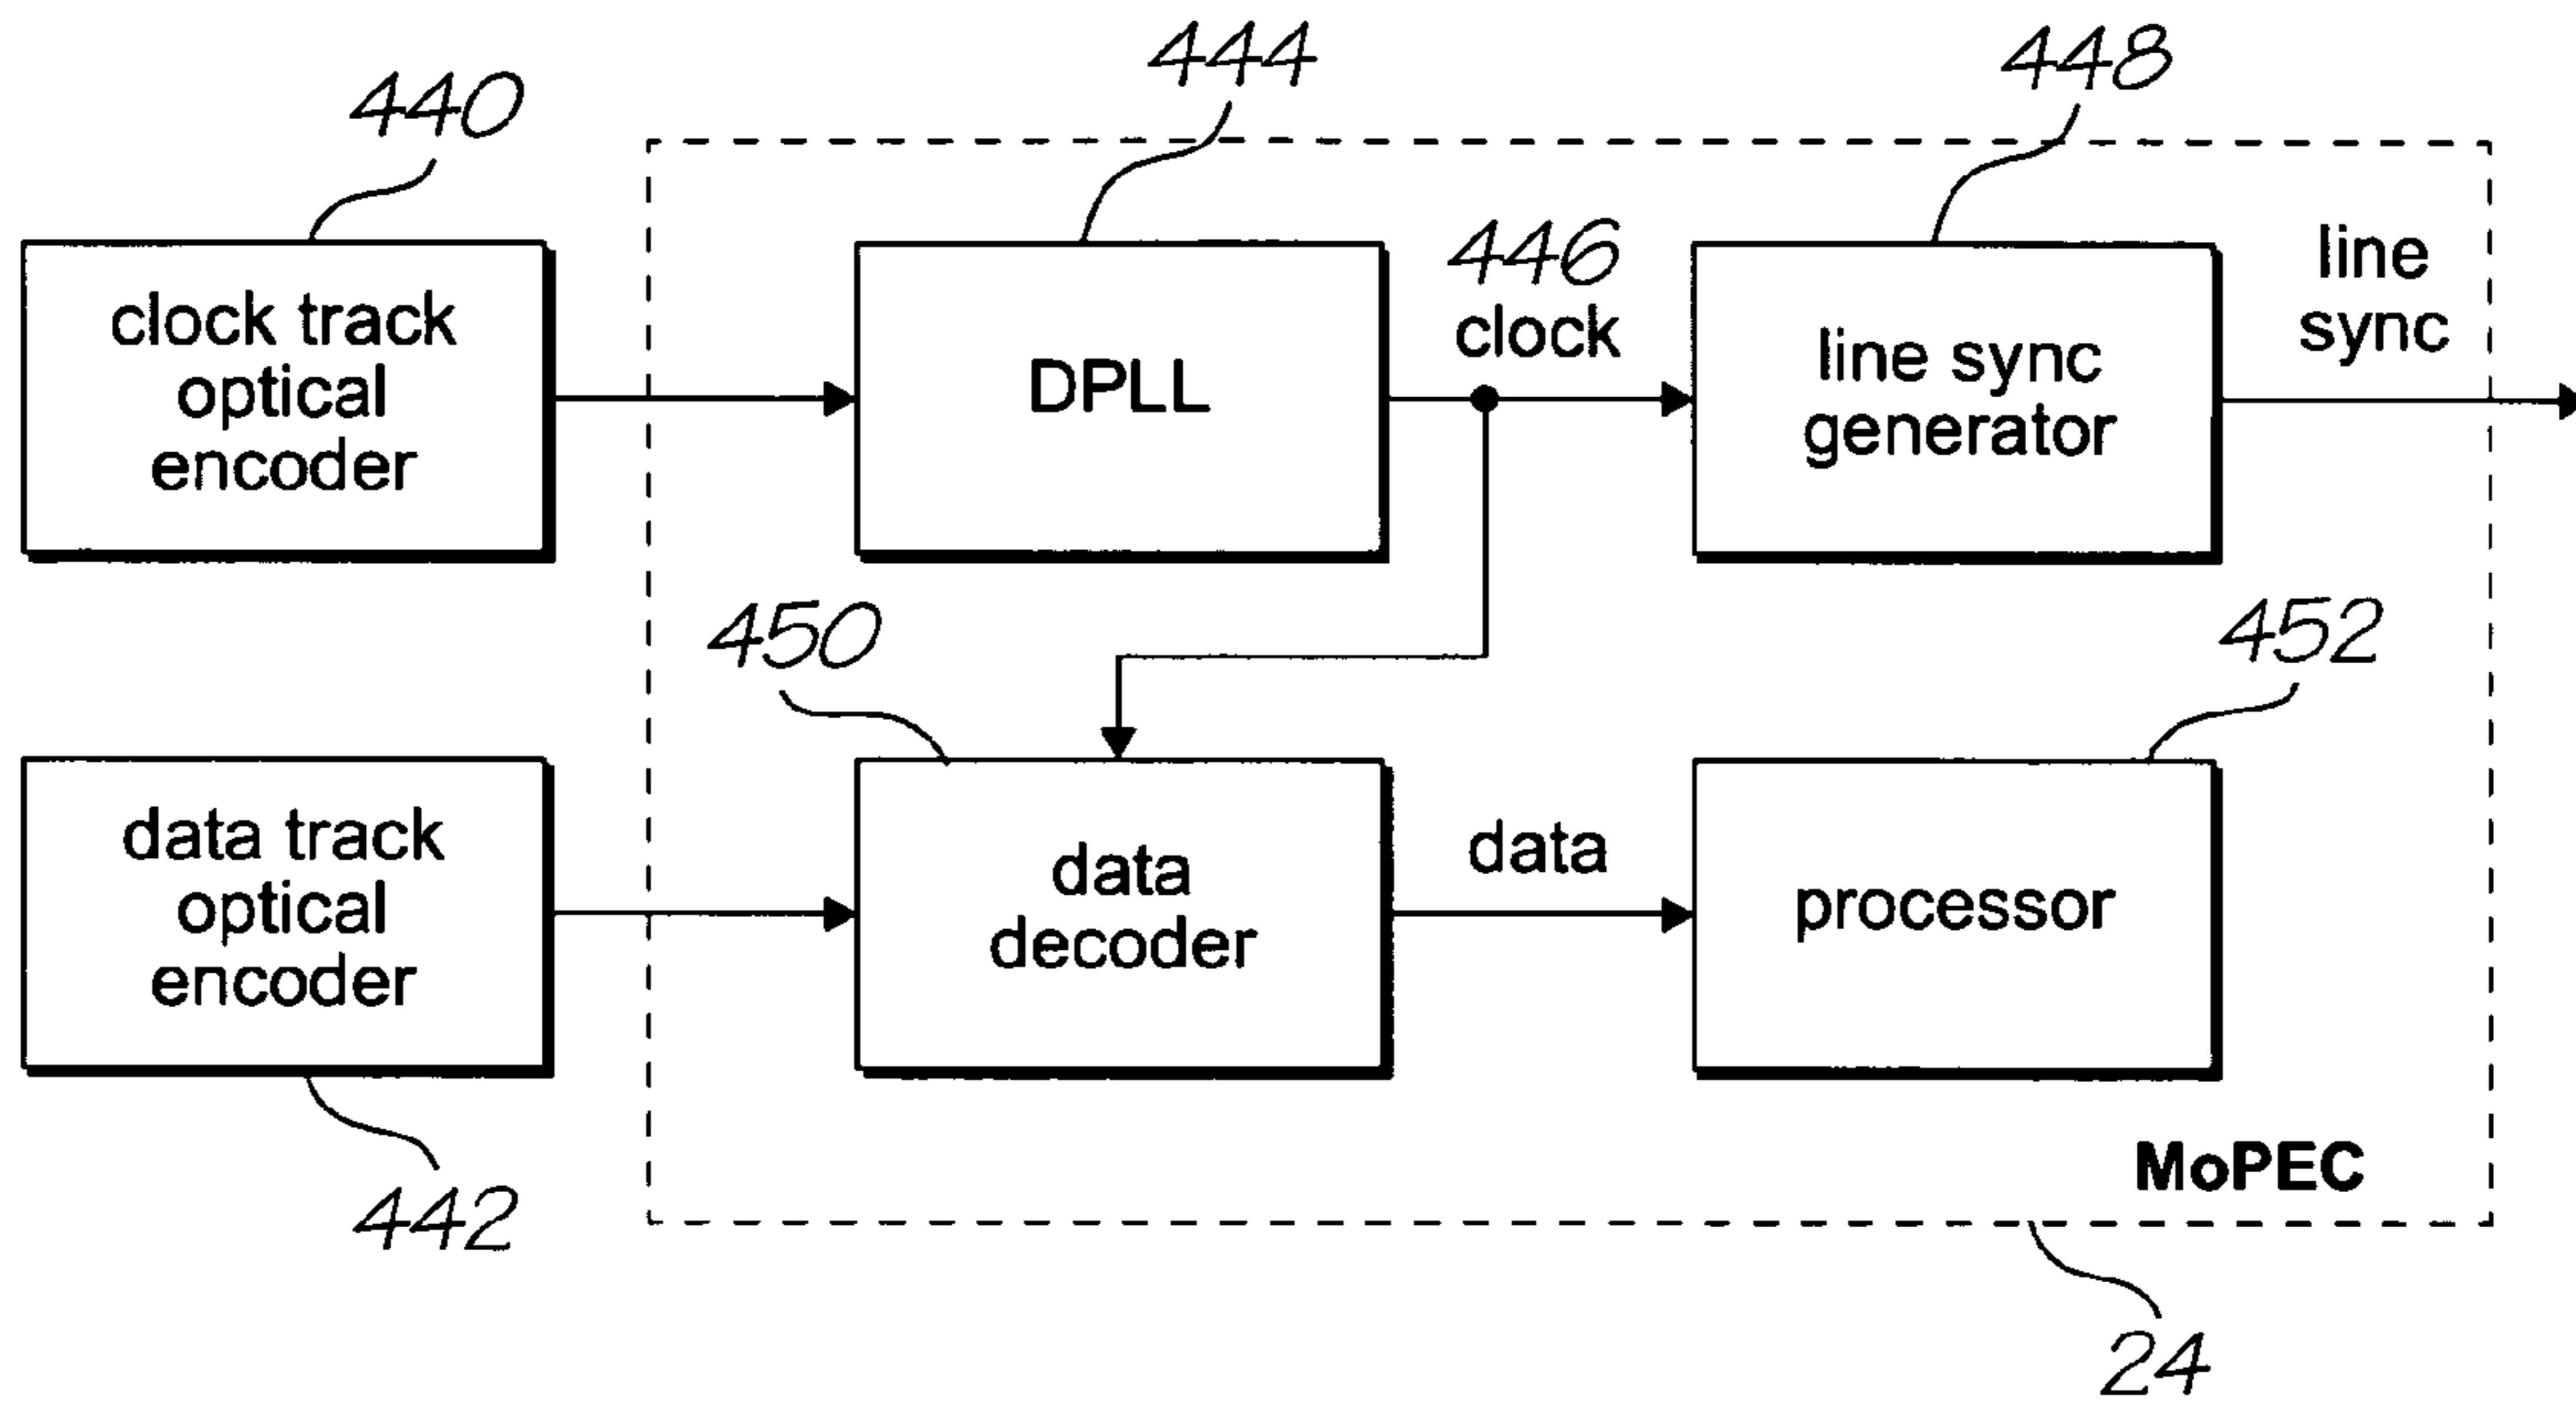 440
444
448
clock track
optical
encoder
DPLL
446
clock
line sync
generator
line
sync
450
452
data track
optical
encoder
data
decoder
data
processor
442
MoPEC
24